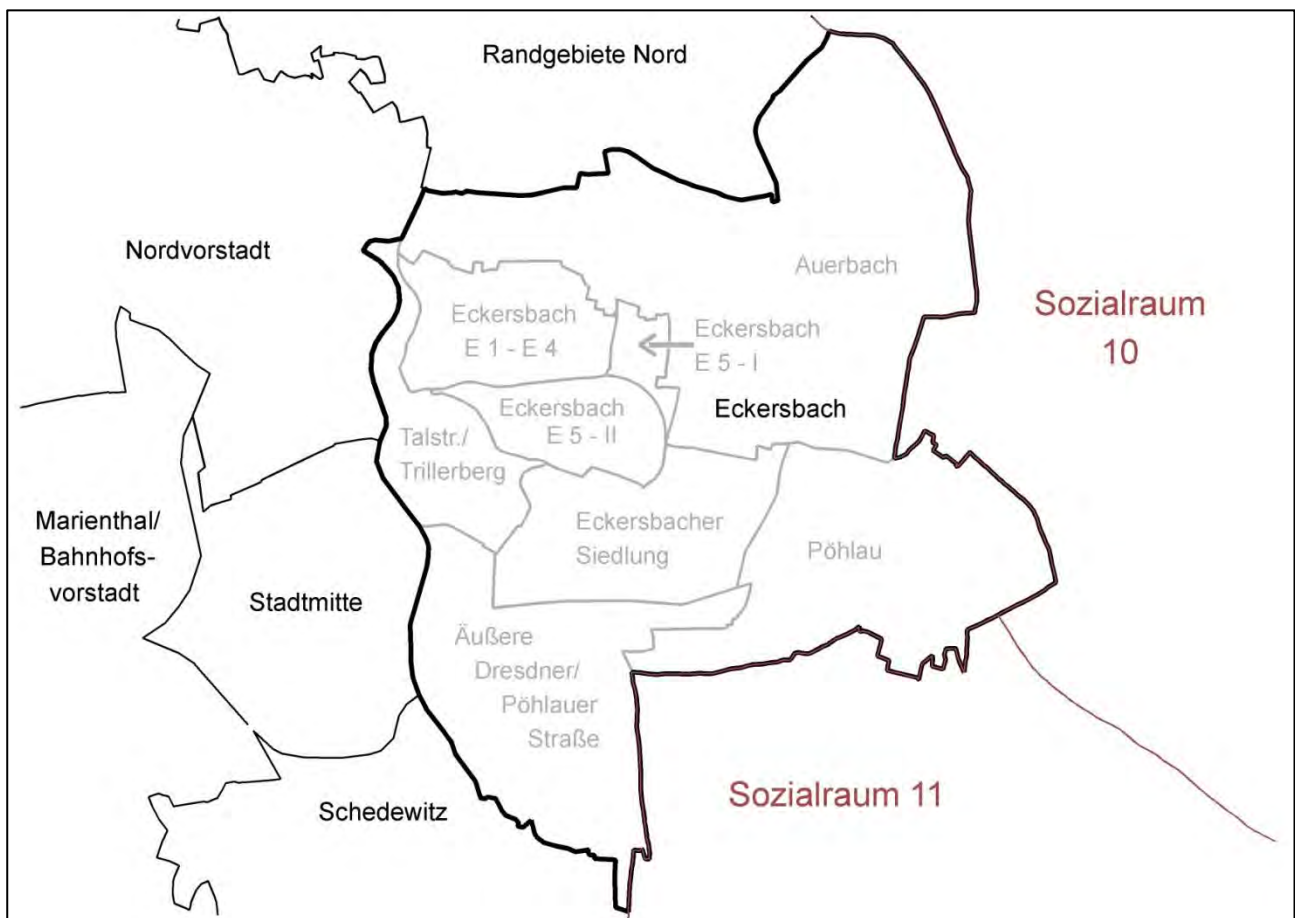 Randgebiete Nord
Nordvorstadt
Auerbach
Sozialraum
10
Eckersbach
E 1 - E 4
Eckersbach
E 5 - I
Eckersbach
Eckersbach
E 5 - II
Talstr./
Trillerberg
Marienthal/
Bahnhofs-
vorstadt
Eckersbacher
Siedlung
Pöhlau
Stadtmitte
Äußere
Dresdner/
Pöhlauer
Straße
Schedewitz
Sozialraum 11